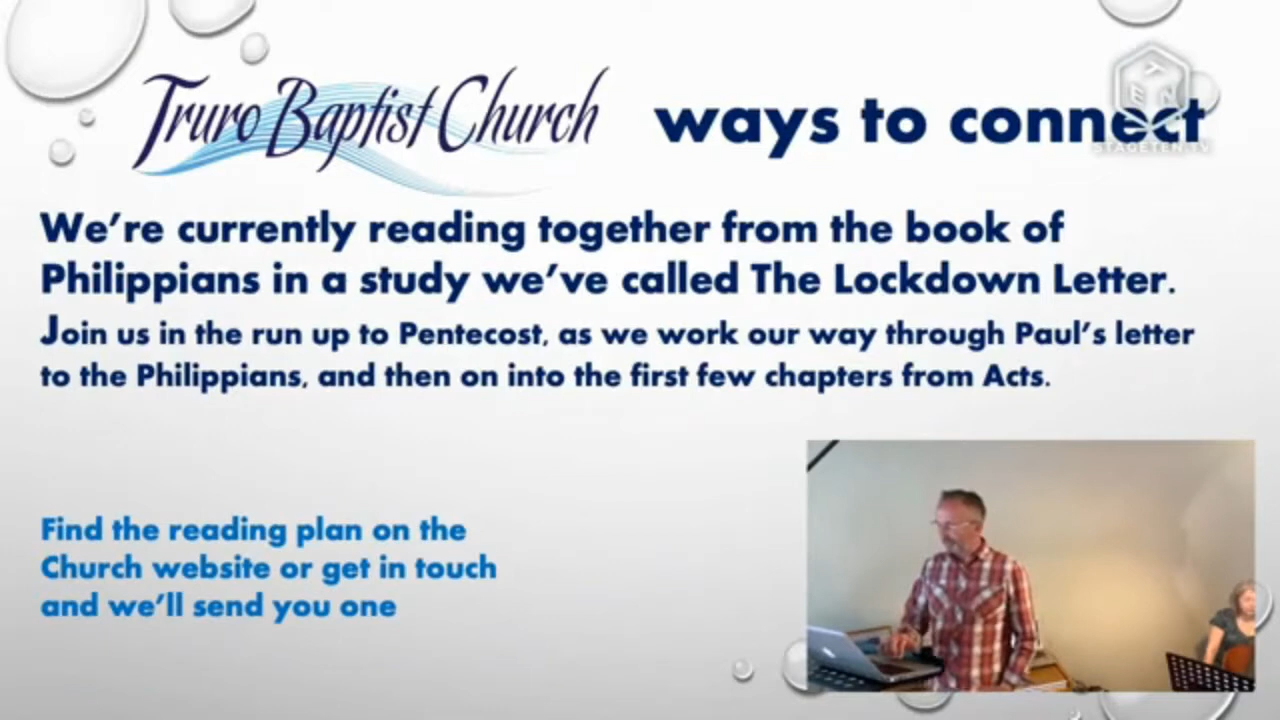 Truro Baptist Church ways to connect
TEN
STAGETEN.TV
We're currently reading together from the book of
Philippians in a study we've called The Lockdown Letter.
Join us in the run up to Pentecost, as we work our way through Paul's letter
to the Philippians, and then on into the first few chapters from Acts.
Find the reading plan on the
Church website or get in touch
and we'll send you one